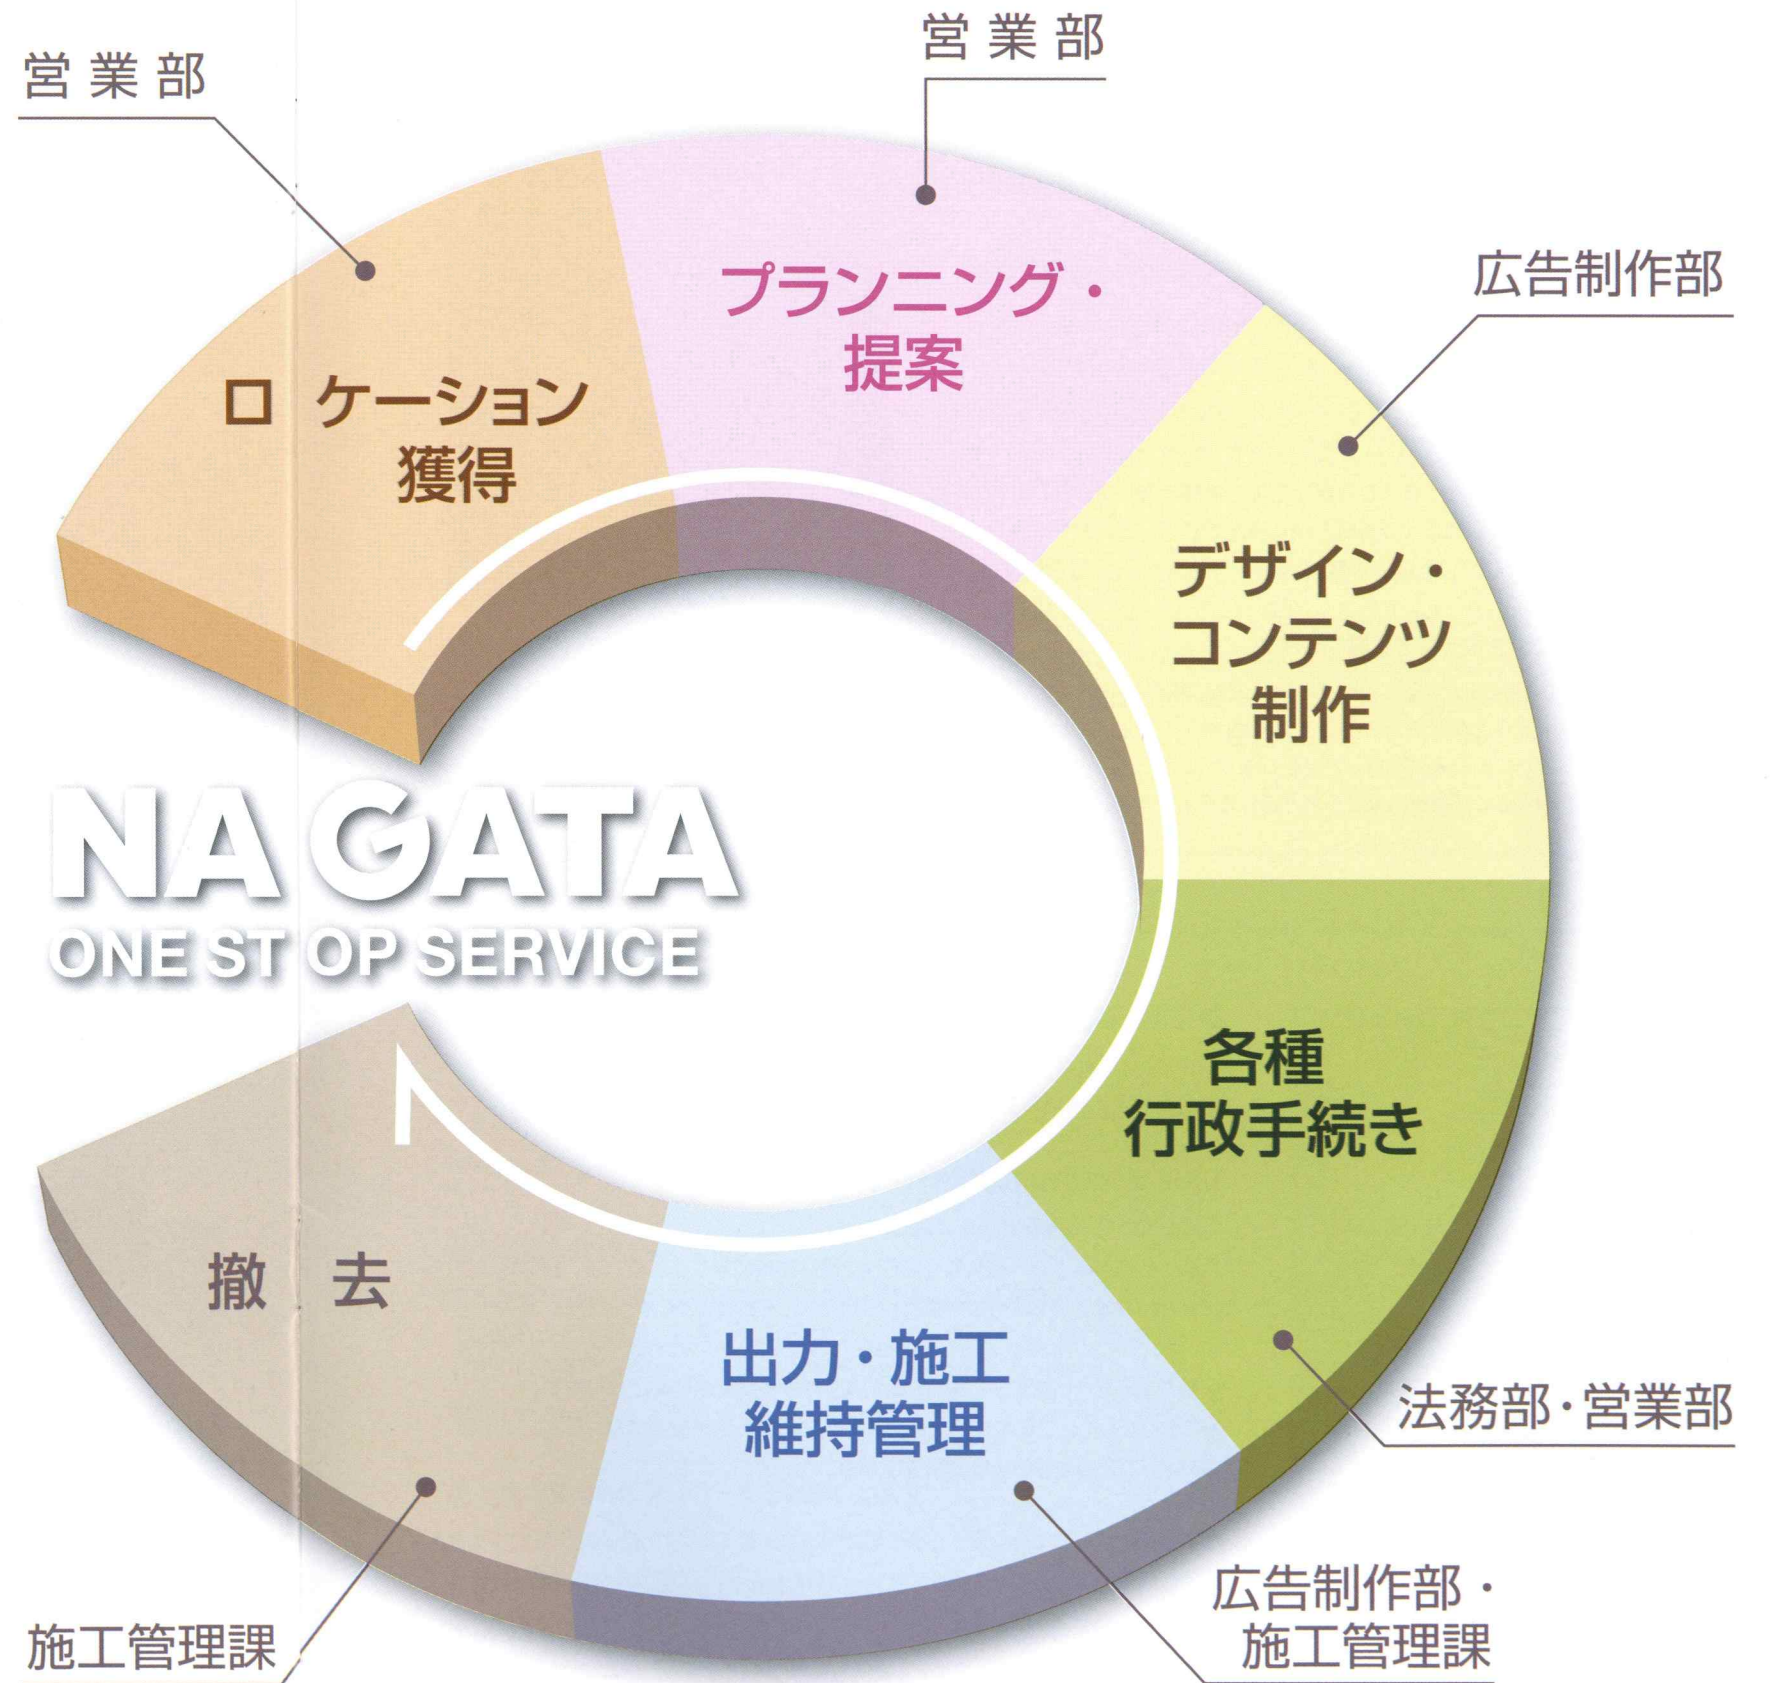 営業部
営業部
広告制作部
ロケーション
獲得
プランニング・
提案
デザイン・
コンテンツ
制作
NAGATA
ONE STOP SERVICE
各種
行政手続き
法務部・営業部
出力・施工
維持管理
広告制作部・
施工管理課
撤去
施工管理課